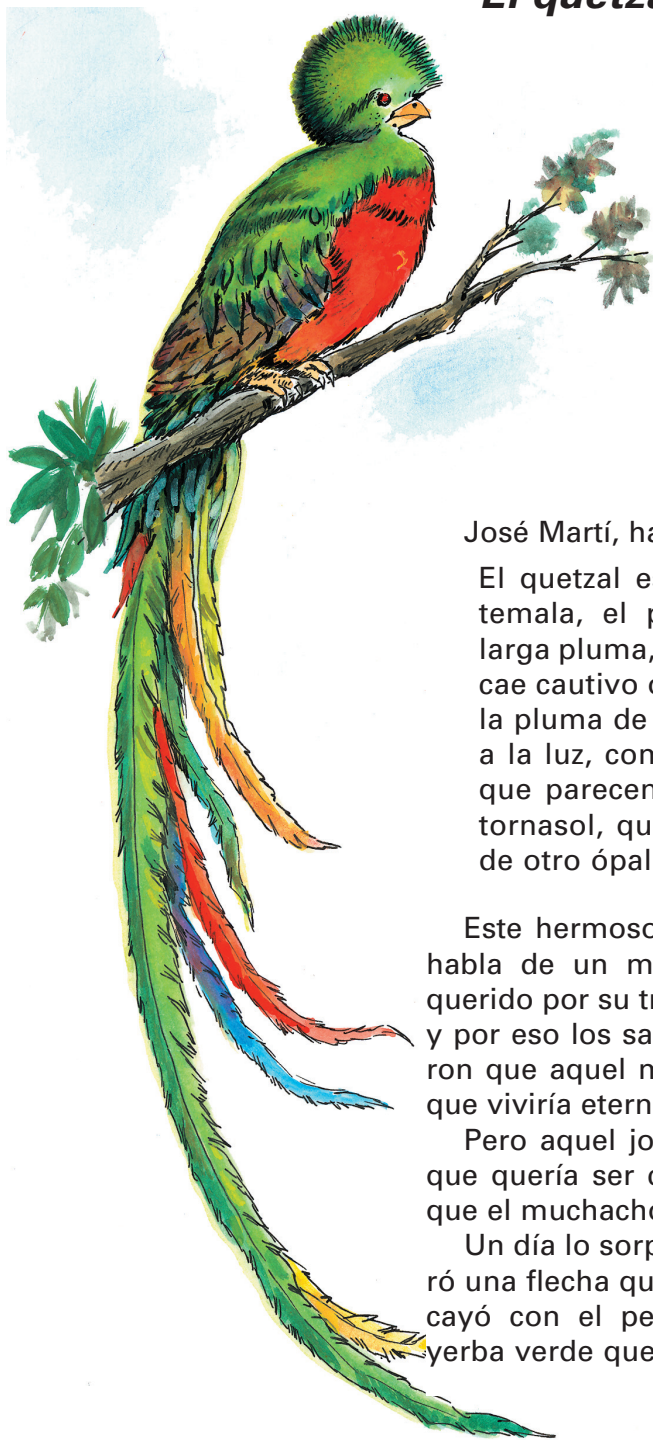 El quetza
José Martí, ha
El quetzal e
temala, el p
larga pluma,
cae cautivo o
la pluma de
a la luz, com
que parecen
tornasol, qu
de otro ópal
Este hermoso
habla de un m
querido por su tr
y por eso los sa
ron que aquel n
que viviría etern
Pero aquel jo
que quería ser c
que el muchacho
Un día lo sorp
ró una flecha qu
cayó con el pe
yerba verde que